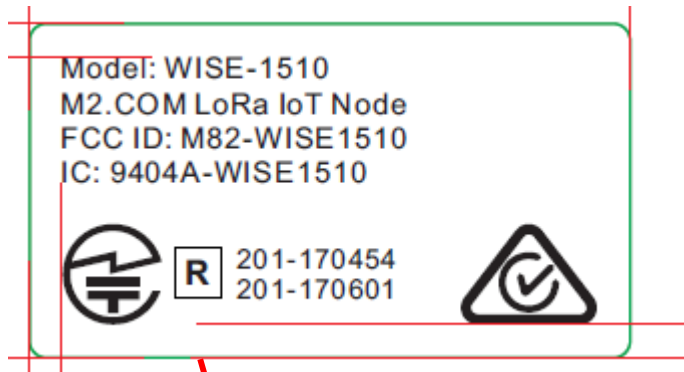 Model: WISE-1510
M2.COM LoRa IoT Node
FCC ID: M82-WISE1510
IC: 9404A-WISE1510
R 201-170454
201-170601